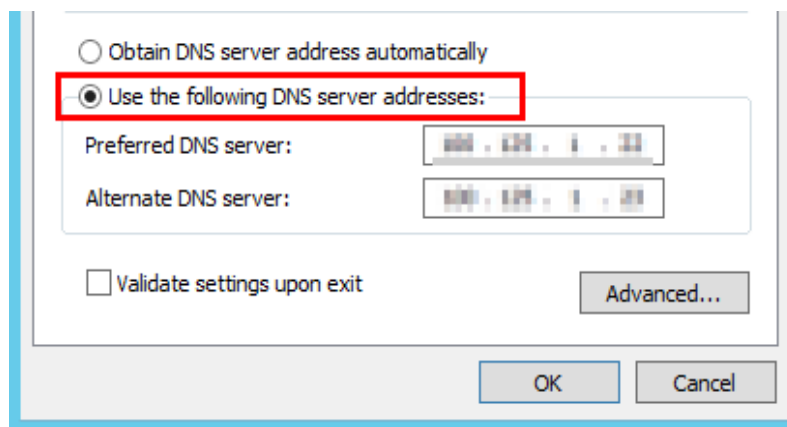 Obtain DNS server address automatically
Use the following DNS server addresses:
Preferred DNS server:
Alternate DNS server:
Validate settings upon exit
Advanced...
OK Cancel